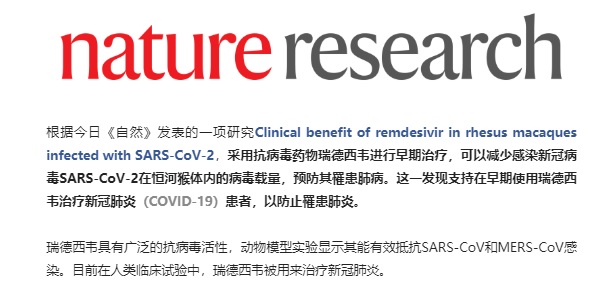 nature research
根据今日《自然》发表的一项研究Clinical benefit of remdesivir in rhesus macaques
infected with SARS-CoV-2，采用抗病毒药物瑞德西韦进行早期治疗，可以减少感染新冠病
毒SARS-CoV-2在恒河猴体内的病毒载量，预防其罹患肺病。这一发现支持在早期使用瑞德西
韦治疗新冠肺炎（COVID-19）患者，以防止罹患肺炎。
瑞德西韦具有广泛的抗病毒活性，动物模型实验显示其能有效抵抗SARS-CoV和MERS-CoV感
染。目前在人类临床试验中，瑞德西韦被用来治疗新冠肺炎。